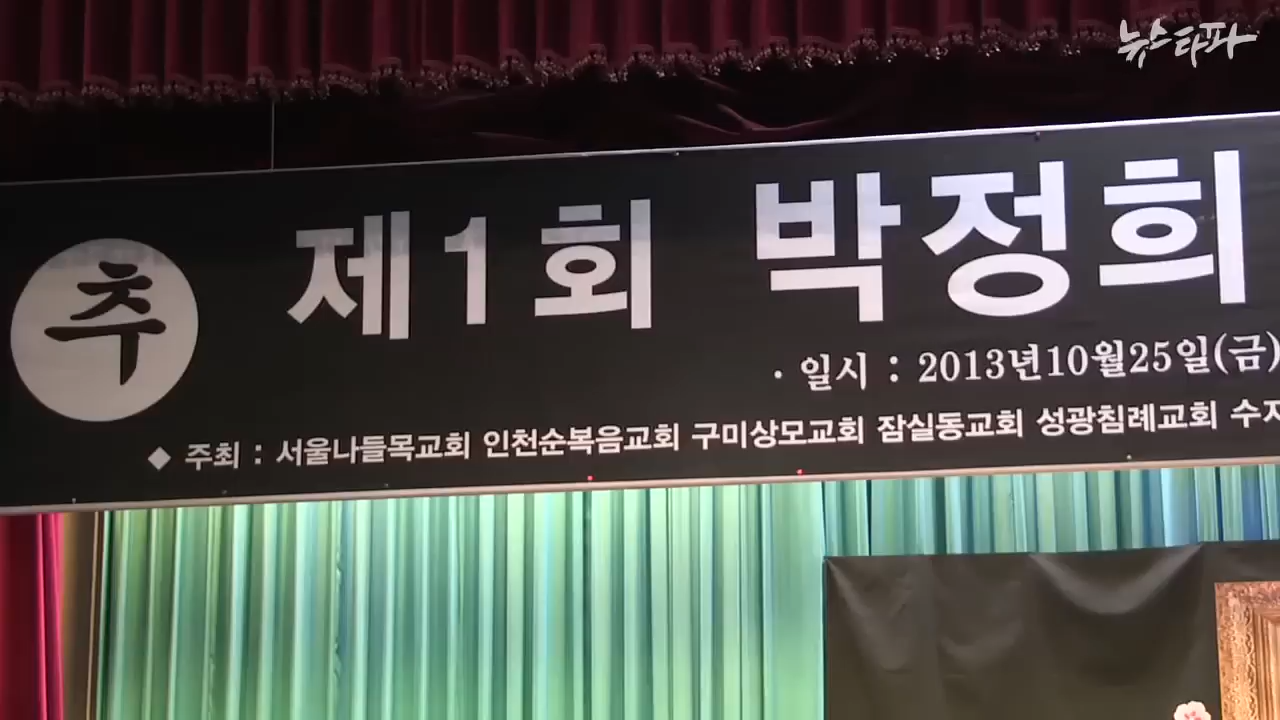 뉴스타파
추
제1회 박정희
· 일시 : 2013년10월25일(금)
◆ 주최 : 서울나들목교회 인천순복음교회 구미상모교회 잠실동교회 성광침례교회 수지